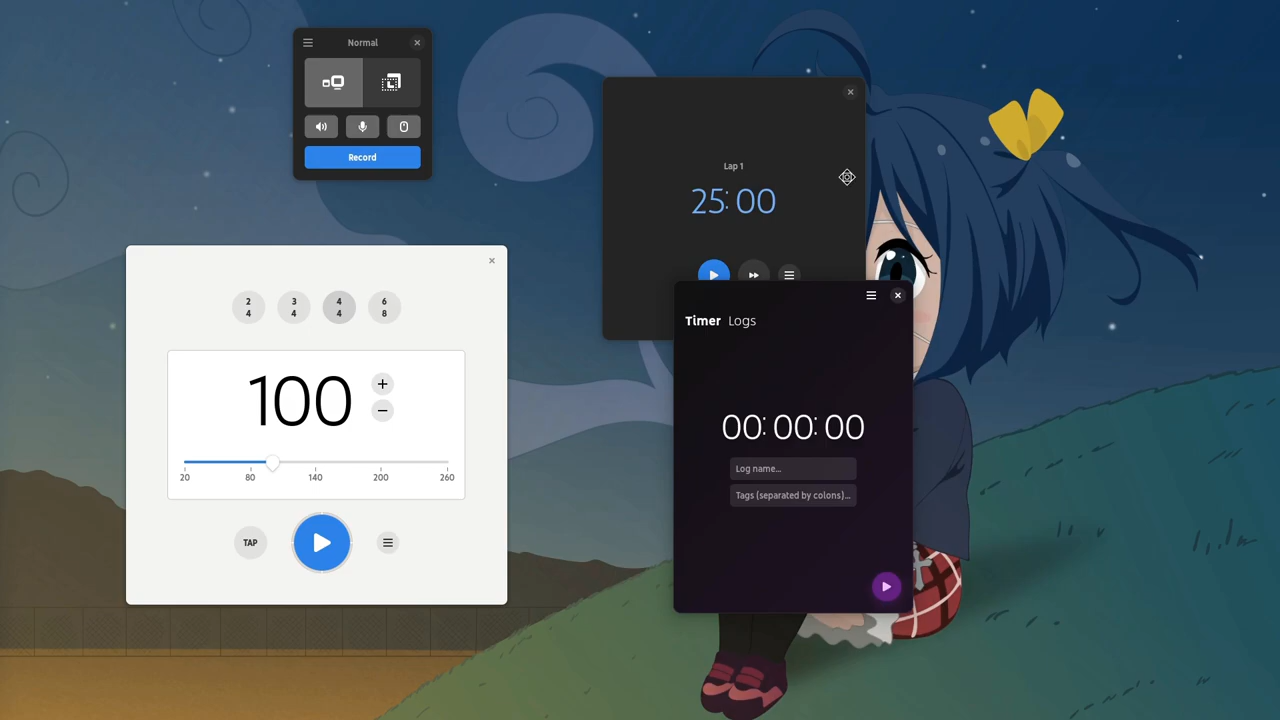 Normal
Record
Lap 1
25:00
2
4
3
4
4
4
6
8
100
20 80 140 200 260
TAP
Timer Logs
00:00:00
Log name...
Tags (separated by colons)...